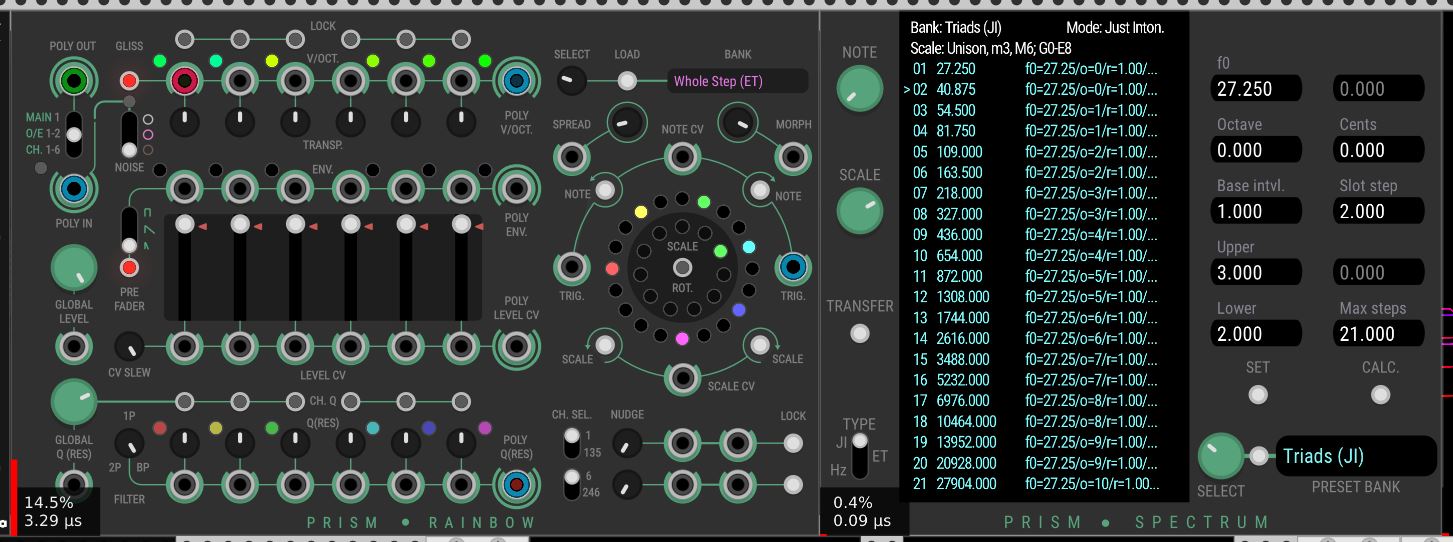 LOCK
POLY OUT
GLISS
V/OCT.
MAIN 1
O/E 1-2
CH. 1-6
NOISE
POLY IN
TRANSP.
POLY
V/OCT.
ENV.
POLY
ENV.
PRE
FADER
GLOBAL
LEVEL
POLY
LEVEL CV
CV SLEW
LEVEL CV
CH. Q
Q(RES)
1P
2P
BP
FILTER
GLOBAL
Q (RES)
POLY
Q(RES)
14.5%
3.29 µs
PRISM ● RAINBOW
SELECT
LOAD
BANK
Whole Step (ET)
SPREAD
NOTE CV
MORPH
NOTE
NOTE
SCALE
ROT.
TRIG.
TRIG.
SCALE
SCALE
SCALE CV
CH. SEL.
NUDGE
LOCK
1
135
6
246
NOTE
SCALE
TRANSFER
TYPE
JI
ET
Hz
0.4%
0.09 µs
Bank: Triads (JI) Mode: Just Inton.
Scale: Unison, m3, M6; G0-E8
01 27.250 f0=27.25/o=0/r=1.00/...
>02 40.875 f0=27.25/o=0/r=1.00/...
03 54.500 f0=27.25/o=1/r=1.00/...
04 81.750 f0=27.25/o=1/r=1.00/...
05 109.000 f0=27.25/o=2/r=1.00/...
06 163.500 f0=27.25/o=2/r=1.00/...
07 218.000 f0=27.25/o=3/r=1.00/...
08 327.000 f0=27.25/o=3/r=1.00/...
09 436.000 f0=27.25/o=4/r=1.00/...
10 654.000 f0=27.25/o=4/r=1.00/...
11 872.000 f0=27.25/o=5/r=1.00/...
12 1308.000 f0=27.25/o=5/r=1.00/...
13 1744.000 f0=27.25/o=6/r=1.00/...
14 2616.000 f0=27.25/o=6/r=1.00/...
15 3488.000 f0=27.25/o=7/r=1.00/...
16 5232.000 f0=27.25/o=7/r=1.00/...
17 6976.000 f0=27.25/o=8/r=1.00/...
18 10464.000 f0=27.25/o=8/r=1.00/...
19 13952.000 f0=27.25/o=9/r=1.00/...
20 20928.000 f0=27.25/o=9/r=1.00/...
21 27904.000 f0=27.25/o=10/r=1.00...
f0
27.250 0.000
Octave Cents
0.000 0.000
Base intvl. Slot step
1.000 2.000
Upper
3.000 0.000
Lower Max steps
2.000 21.000
SET CALC.
Triads (JI)
SELECT PRESET BANK
PRISM ● SPECTRUM